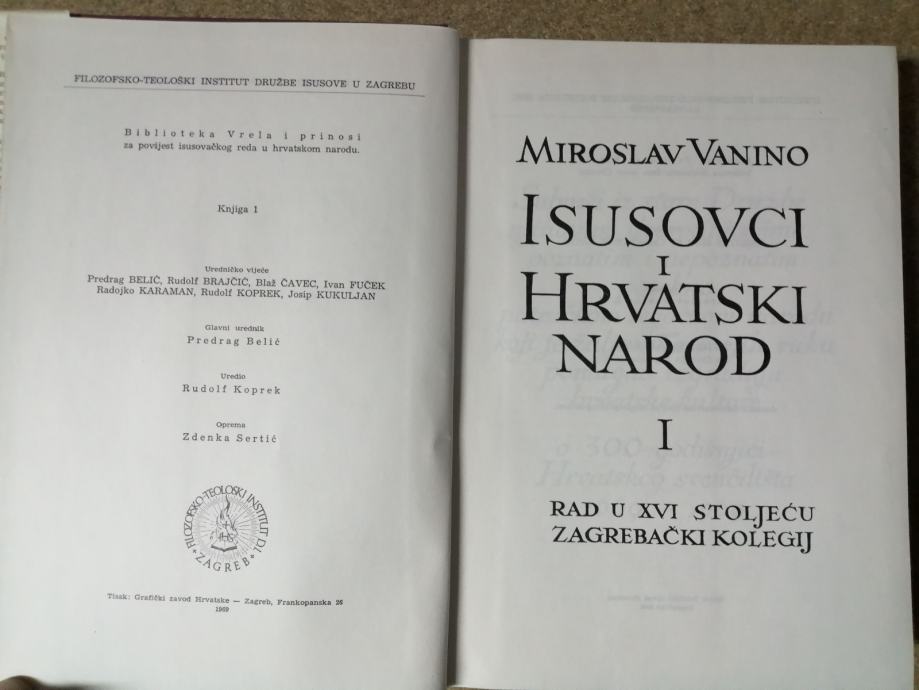 FILOZOFSKO-TEOLOŠKI INSTITUT DRUŽBE ISUSOVE U ZAGREBU
Biblioteka Vrela i prinosi
za povijest isusovačkog reda u hrvatskom narodu.
Knjiga 1
Uredničko vijeće
Predrag BELIĆ, Rudolf BRAJČIĆ, Blaž ČAVEC, Ivan FUČEK
Radojko KARAMAN, Rudolf KOPREK, Josip KUKULJAN
Glavni urednik
Predrag Belić
Uredio
Rudolf Koprek
Oprema
Zdenka Sertić
FILOZOFSKO-TEOLOŠKI INSTITUT D.I.
IHS
ZAGREB
Tisak: Grafički zavod Hrvatske — Zagreb, Frankopanska 26
1969
MIROSLAV VANINO
ISUSOVCI
I
HRVATSKI
NAROD
I
RAD U XVI STOLJEĆU
ZAGREBAČKI KOLEGIJ